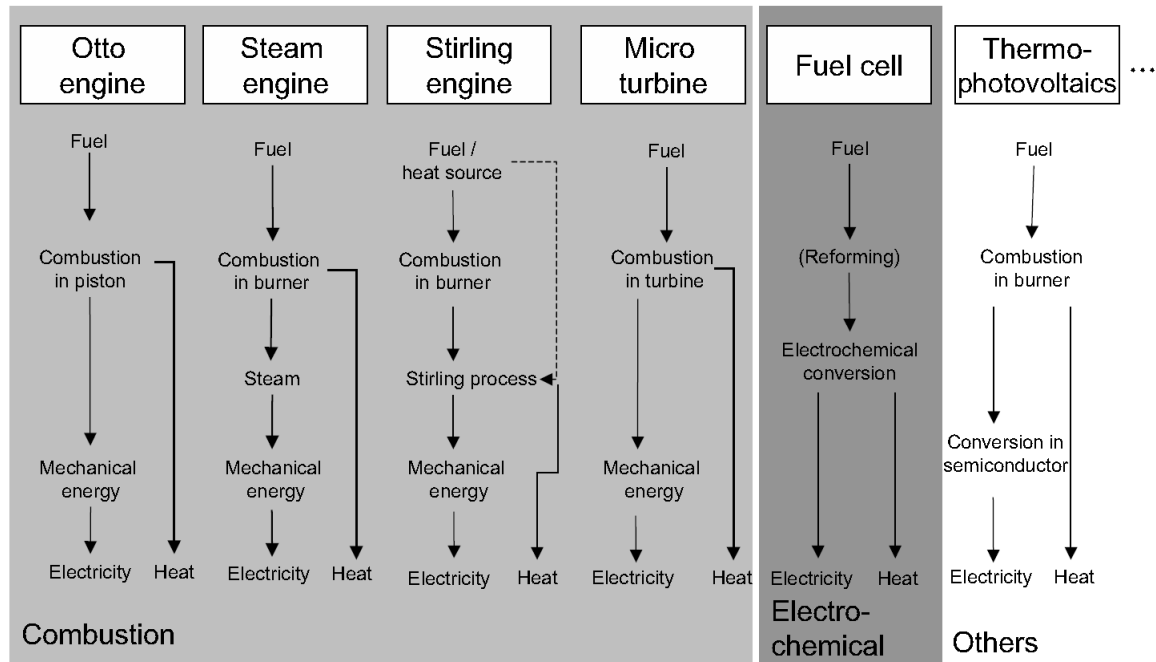 Otto
engine
Steam
engine
Stirling
engine
Micro
turbine
Fuel cell
Thermo-
photovoltaics
...
Fuel
Combustion
in piston
Mechanical
energy
Electricity
Heat
Fuel
Combustion
in burner
Steam
Mechanical
energy
Electricity
Heat
Fuel /
heat source
Combustion
in burner
Stirling process
Mechanical
energy
Electricity
Heat
Fuel
Combustion
in turbine
Mechanical
energy
Electricity
Heat
Fuel
(Reforming)
Electrochemical
conversion
Electricity
Heat
Fuel
Combustion
in burner
Conversion in
semiconductor
Electricity
Heat
Combustion
Electro-
chemical
Others